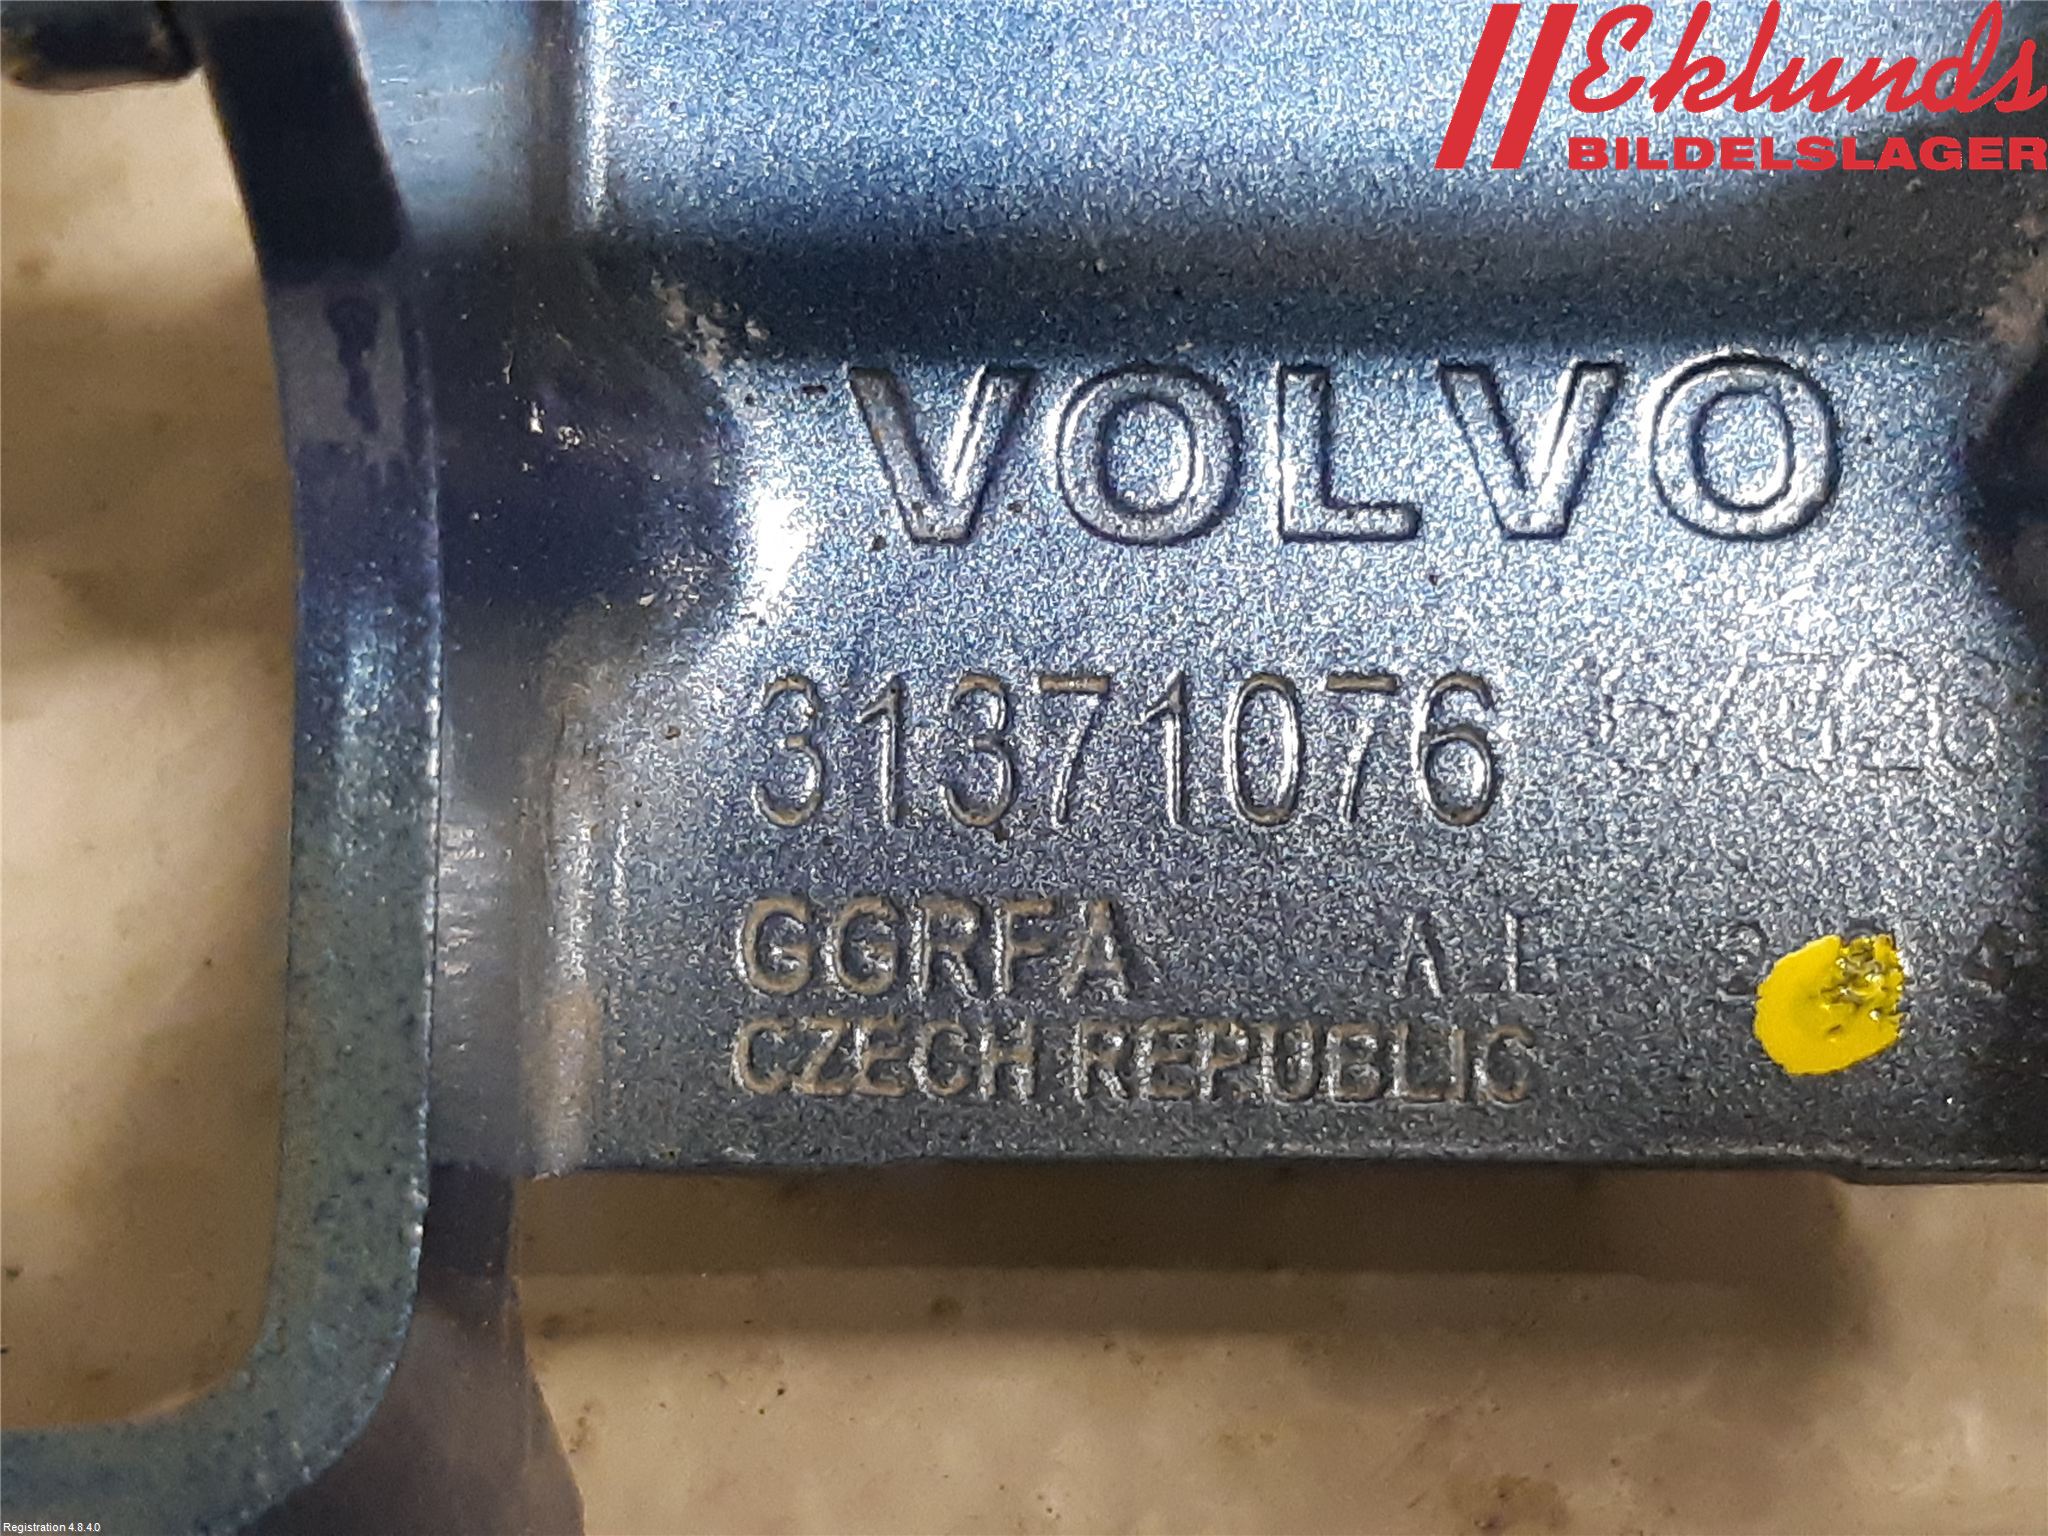 Eklunds
BILDELSLAGER
VOLVO
31371076
GGRFA
CZECH REPUBLIC
Registration 4.8.4.0